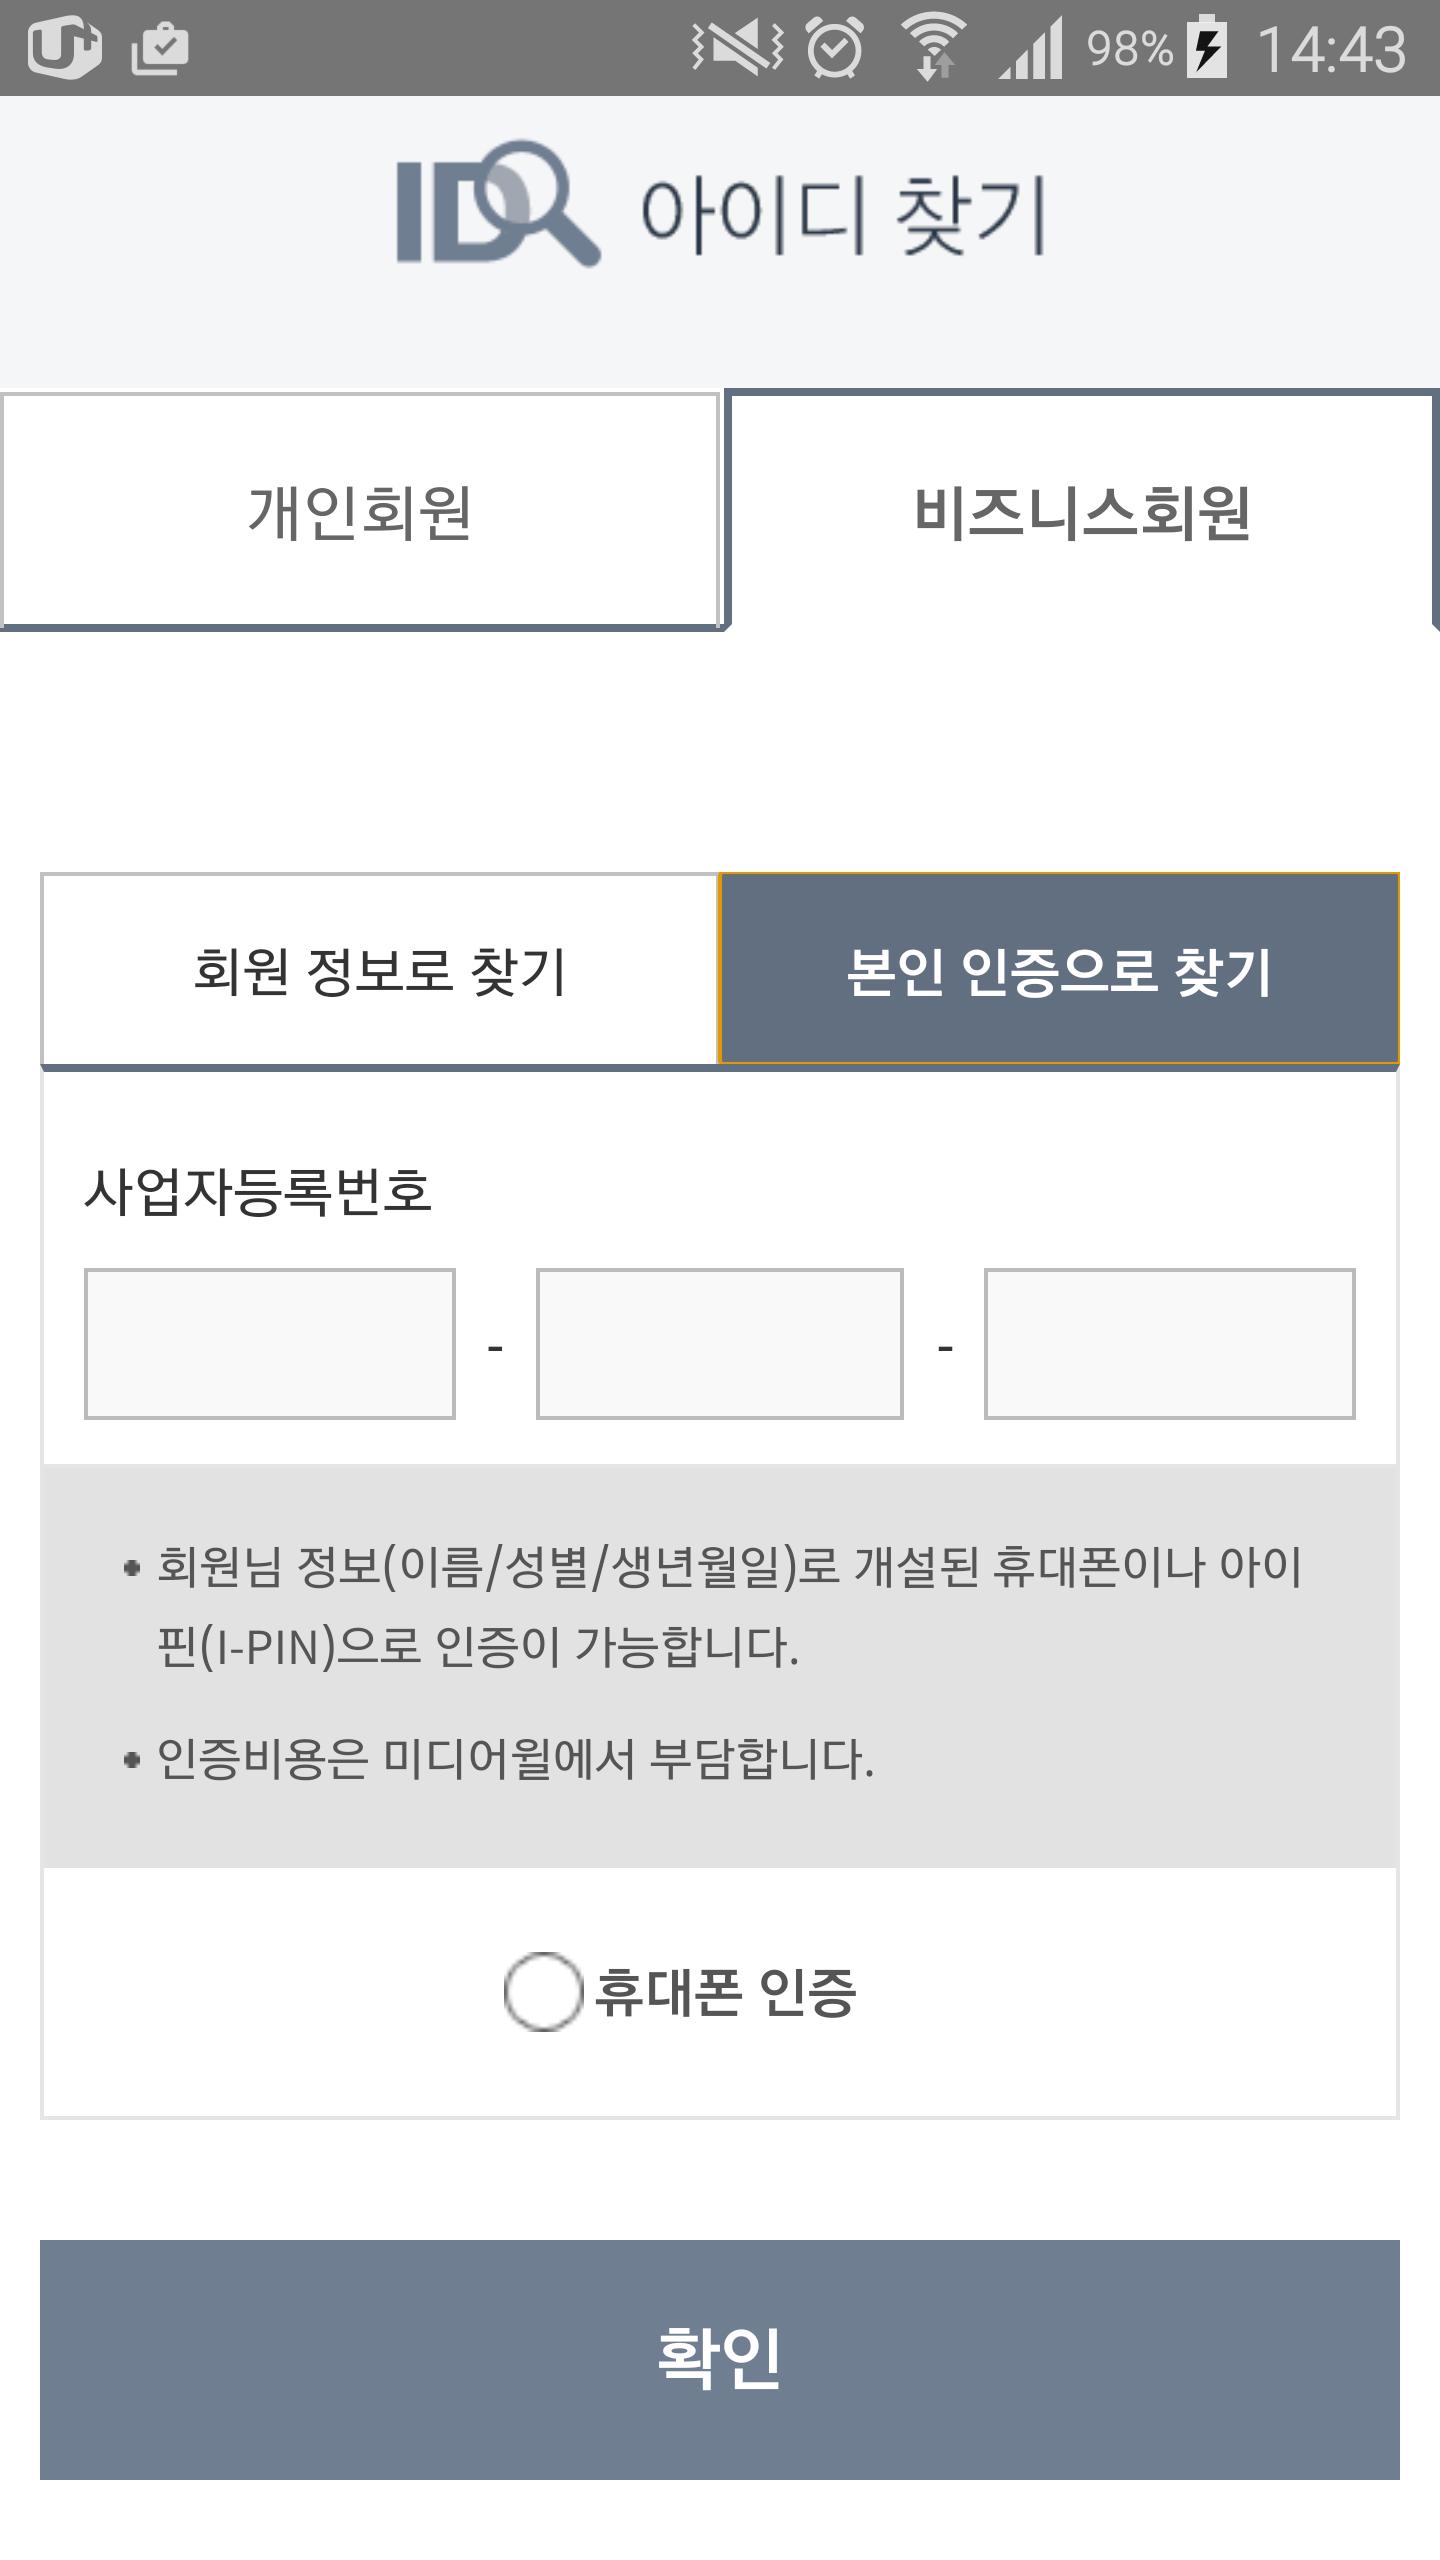 98% 14:43
ID 아이디 찾기
개인회원 비즈니스회원
회원 정보로 찾기 본인 인증으로 찾기
사업자등록번호
- -
회원님 정보(이름/성별/생년월일)로 개설된 휴대폰이나 아이
핀(I-PIN)으로 인증이 가능합니다.
인증비용은 미디어윌에서 부담합니다.
휴대폰 인증
확인